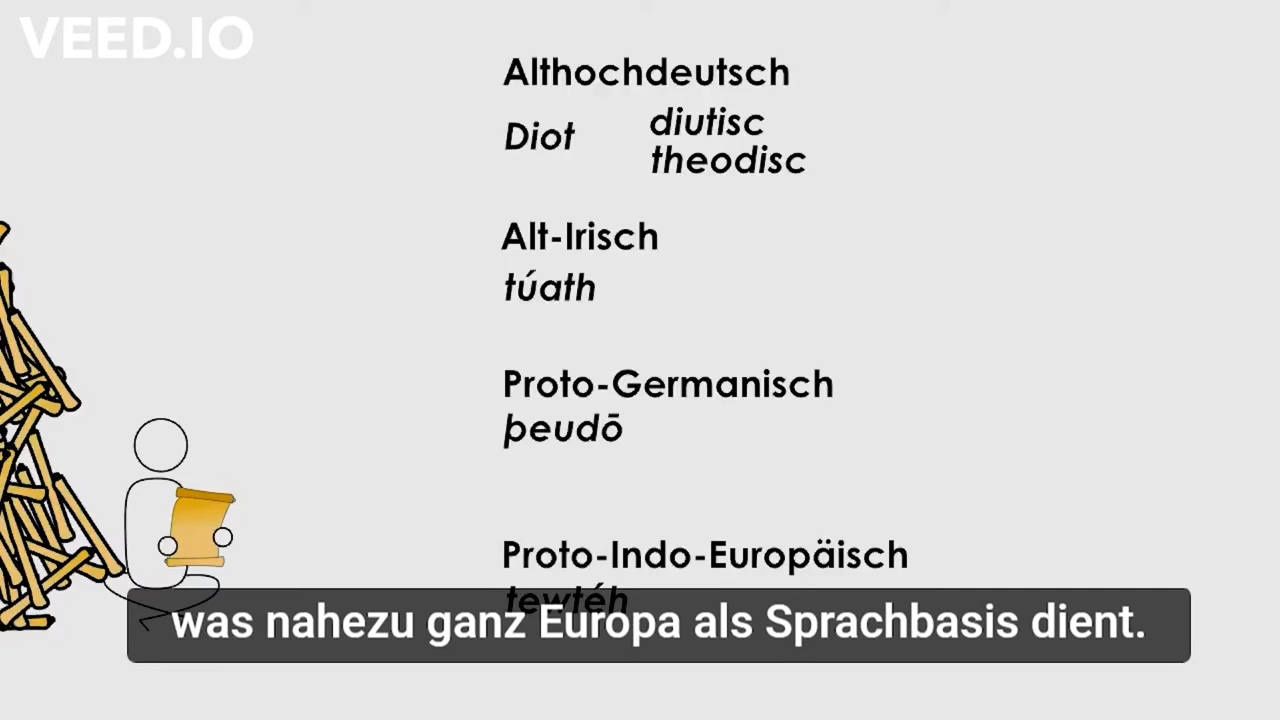 VEED.IO
Althochdeutsch
Diot
diutisc
theodisc
Alt-Irisch
túath
Proto-Germanisch
þeudō
Proto-Indo-Europäisch
tewtéh
was nahezu ganz Europa als Sprachbasis dient.